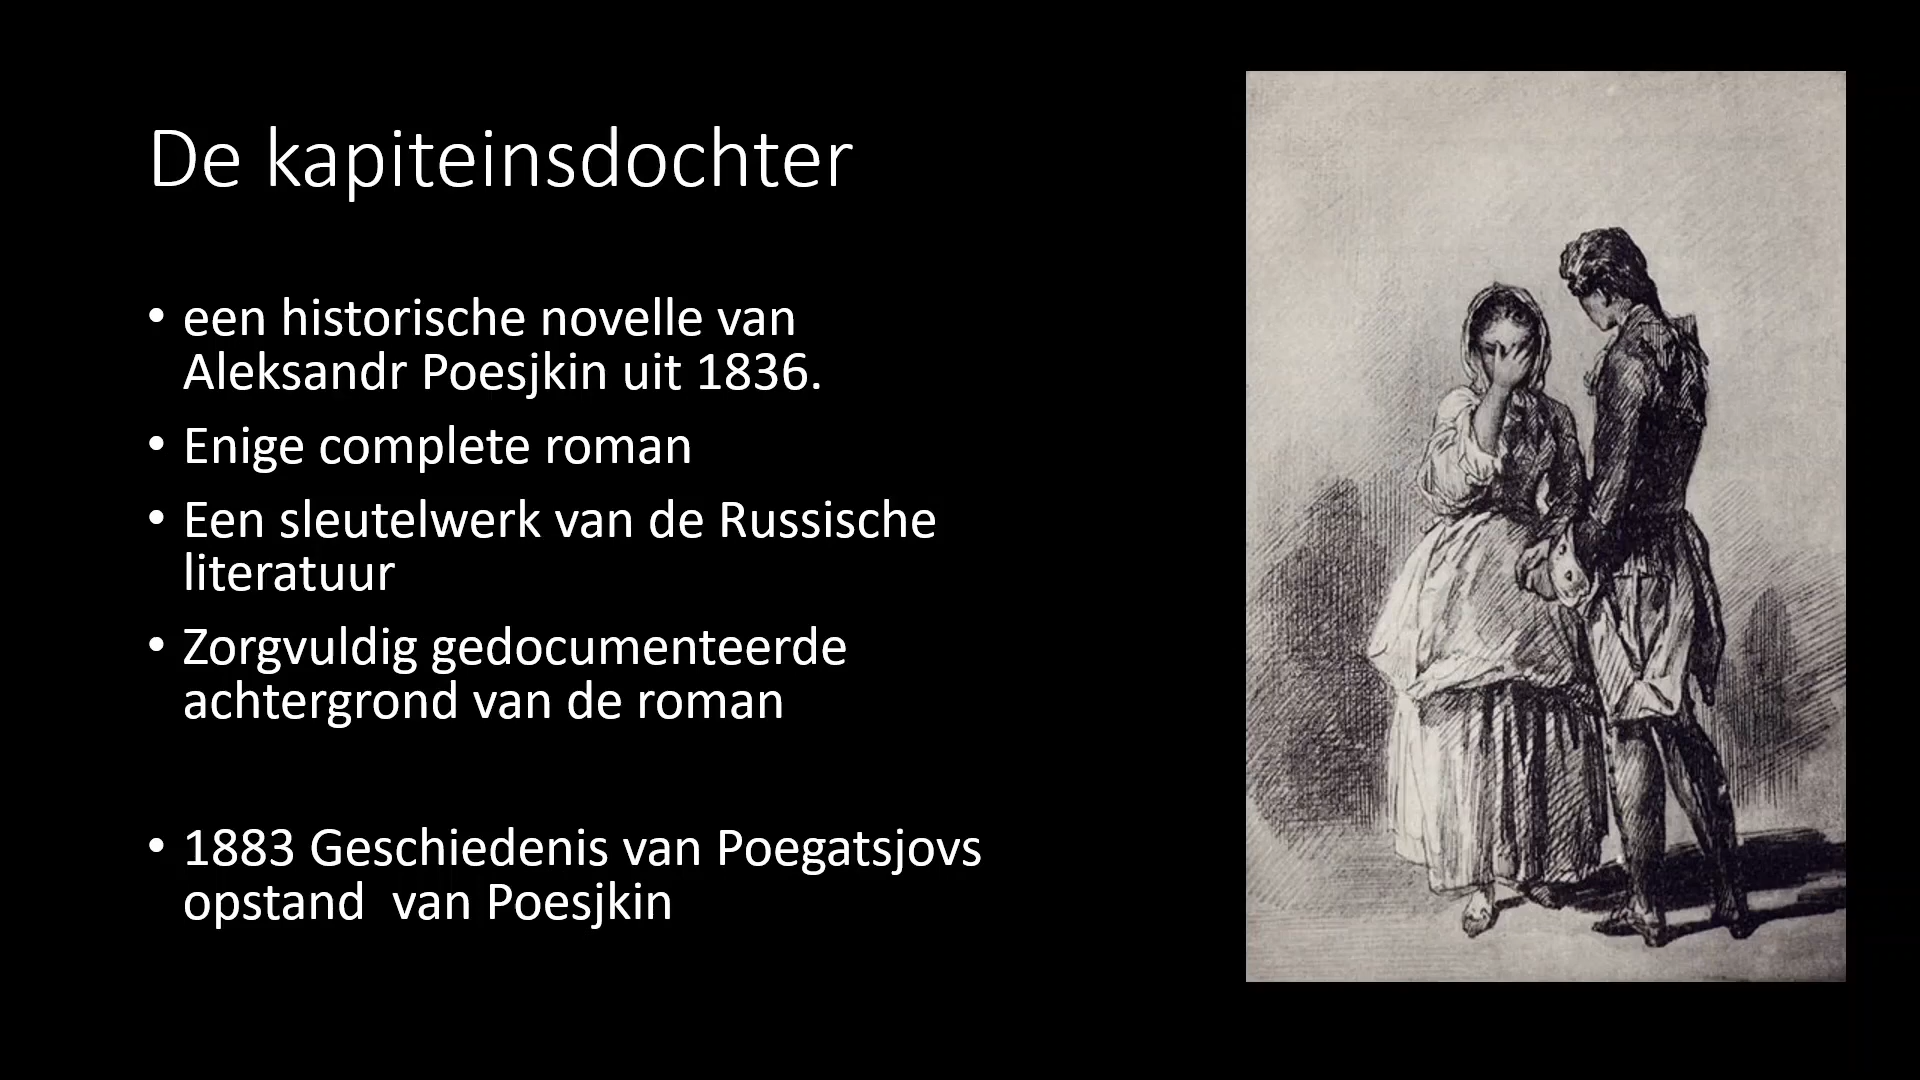 De kapiteinsdochter
• een historische novelle van
Aleksandr Poesjkin uit 1836.
• Enige complete roman
• Een sleutelwerk van de Russische
literatuur
• Zorgvuldig gedocumenteerde
achtergrond van de roman
• 1883 Geschiedenis van Poegatsjovs
opstand  van Poesjkin